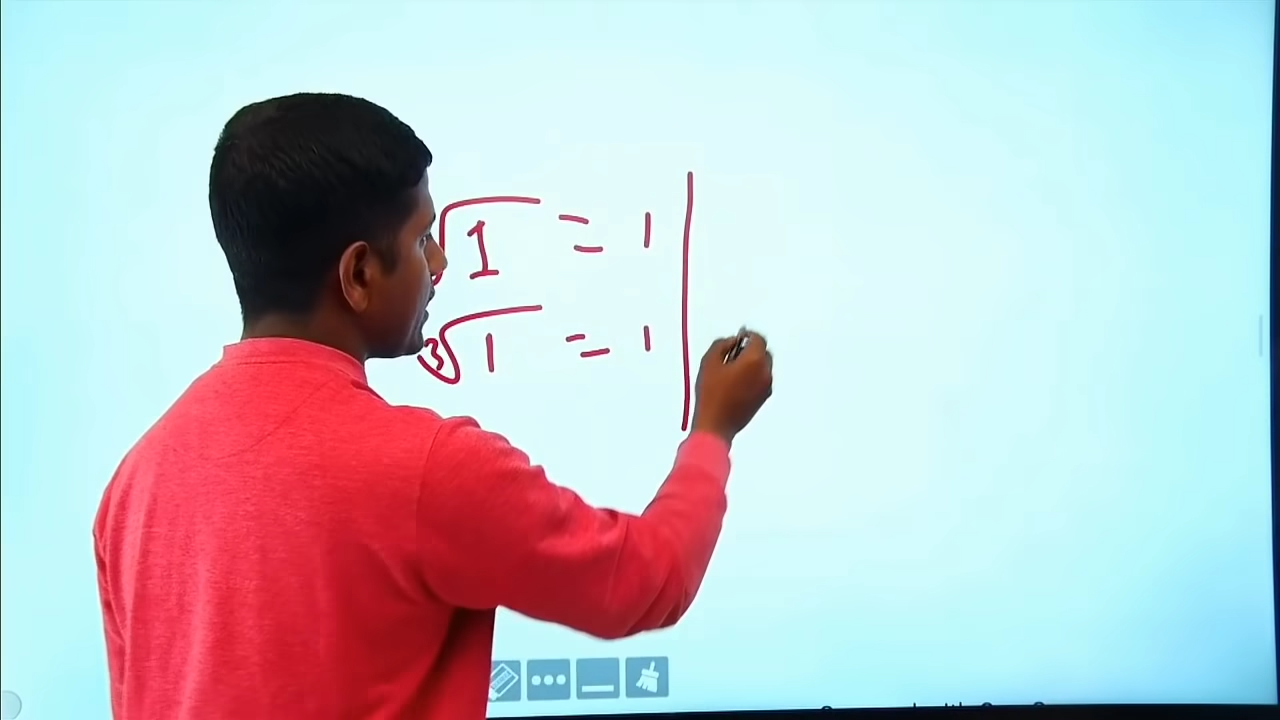 √1 = 1
³√1 = 1